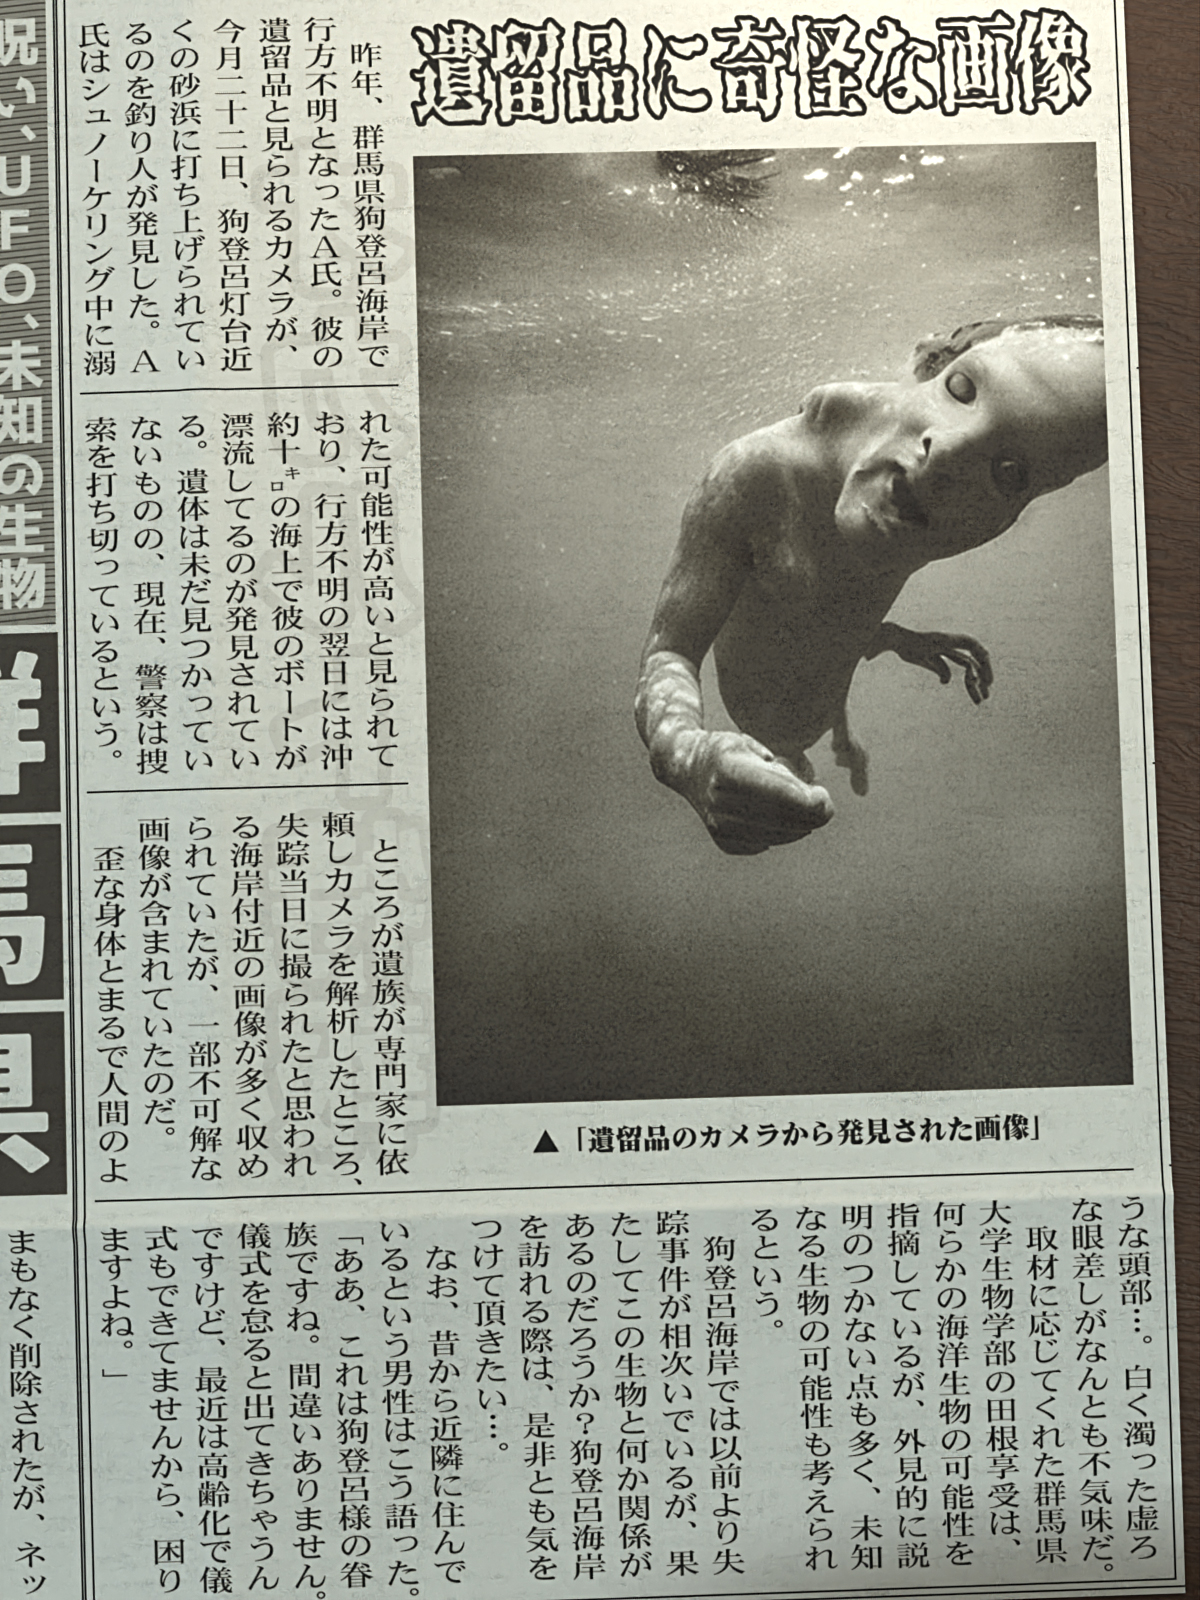 遺留品に奇怪な画像
昨年、群馬県狗登呂海岸で
行方不明となったA氏。彼の
遺留品と見られるカメラが、
今月二十二日、狗登呂灯台近
くの砂浜に打ち上げられてい
るのを釣り人が発見した。A
氏はシュノーケリング中に溺
れた可能性が高いと見られて
おり、行方不明の翌日には沖
約十㌔の海上で彼のボートが
漂流してるのが発見されてい
る。遺体は未だ見つかってい
ないものの、現在、警察は捜
索を打ち切っているという。
ところが遺族が専門家に依
頼しカメラを解析したところ、
失踪当日に撮られたと思われ
る海岸付近の画像が多く収め
られていたが、一部不可解な
画像が含まれていたのだ。
歪な身体とまるで人間のよ
▲「遺留品のカメラから発見された画像」
うな頭部…。白く濁った虚ろ
な眼差しがなんとも不気味だ。
取材に応じてくれた群馬県
大学生物学部の田根享受は、
何らかの海洋生物の可能性を
指摘しているが、外見的に説
明のつかない点も多く、未知
なる生物の可能性も考えられ
るという。
狗登呂海岸では以前より失
踪事件が相次いでいるが、果
たしてこの生物と何か関係が
あるのだろうか？狗登呂海岸
を訪れる際は、是非とも気を
つけて頂きたい…。
なお、昔から近隣に住んで
いるという男性はこう語った。
「ああ、これは狗登呂様の眷
族ですね。間違いありません。
儀式を怠ると出てきちゃうん
ですけど、最近は高齢化で儀
式もできてませんから、困り
ますよね。」
呪い、UFO、未知の生物
群馬県
まもなく削除されたが、ネッ